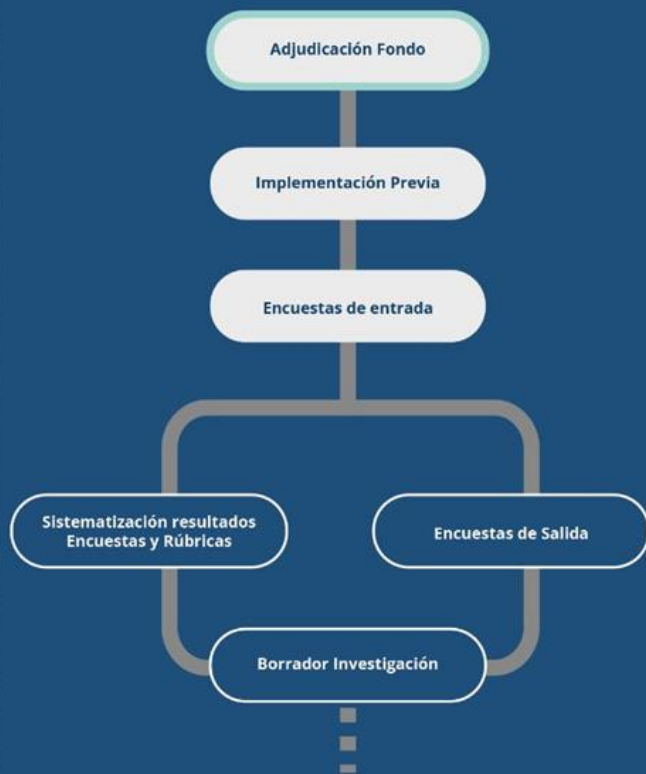 Adjudicación Fondo
Implementación Previa
Encuestas de entrada
Sistematización resultados
Encuestas y Rúbricas
Encuestas de Salida
Borrador Investigación